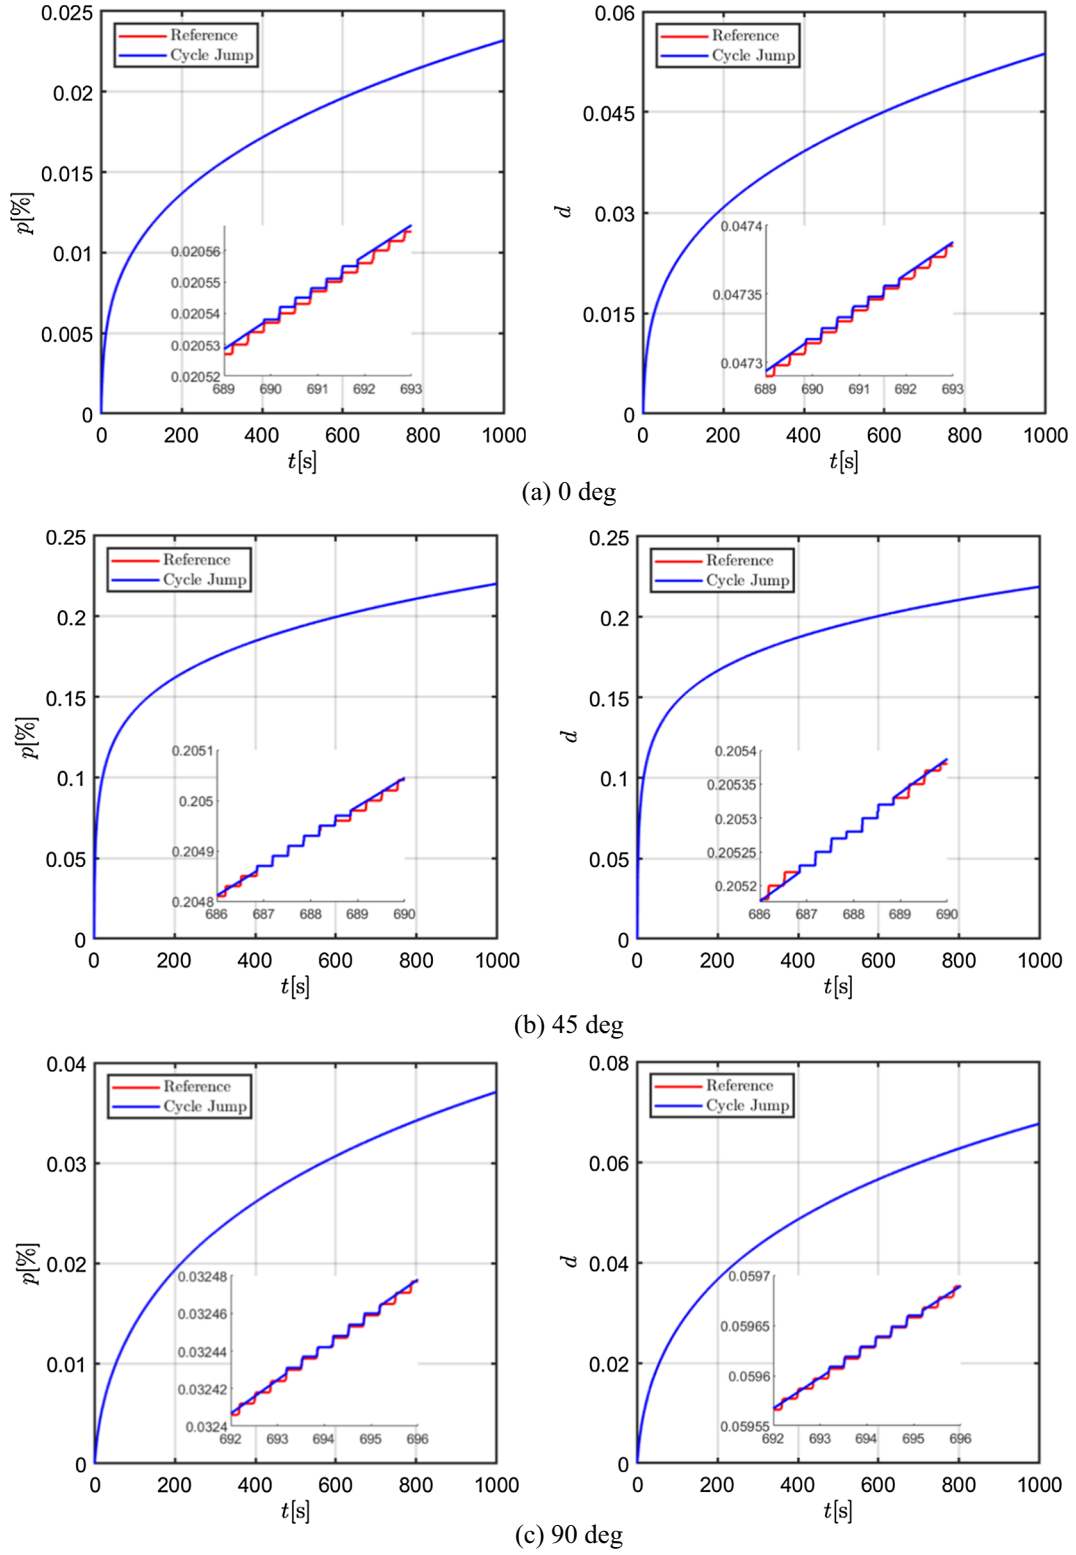 0.025
0.02
0.015
0.01
0.005
0
p[%]
Reference
Cycle Jump
0.02056
0.02055
0.02054
0.02053
0.02052
689 690 691 692 693
0 200 400 600 800 1000
t[s]
0.06
0.045
0.03
0.015
0
d
Reference
Cycle Jump
0.0474
0.04735
0.0473
689 690 691 692 693
0 200 400 600 800 1000
t[s]
(a) 0 deg
0.25
0.2
0.15
0.1
0.05
0
p[%]
Reference
Cycle Jump
0.2051
0.205
0.2049
0.2048
686 687 688 689 690
0 200 400 600 800 1000
t[s]
0.25
0.2
0.15
0.1
0.05
0
d
Reference
Cycle Jump
0.2054
0.20535
0.2053
0.20525
0.2052
686 687 688 689 690
0 200 400 600 800 1000
t[s]
(b) 45 deg
0.04
0.03
0.02
0.01
0
p[%]
Reference
Cycle Jump
0.03248
0.03246
0.03244
0.03242
0.0324
692 693 694 695 696
0 200 400 600 800 1000
t[s]
0.08
0.06
0.04
0.02
0
d
Reference
Cycle Jump
0.0597
0.05965
0.0596
0.05955
692 693 694 695 696
0 200 400 600 800 1000
t[s]
(c) 90 deg